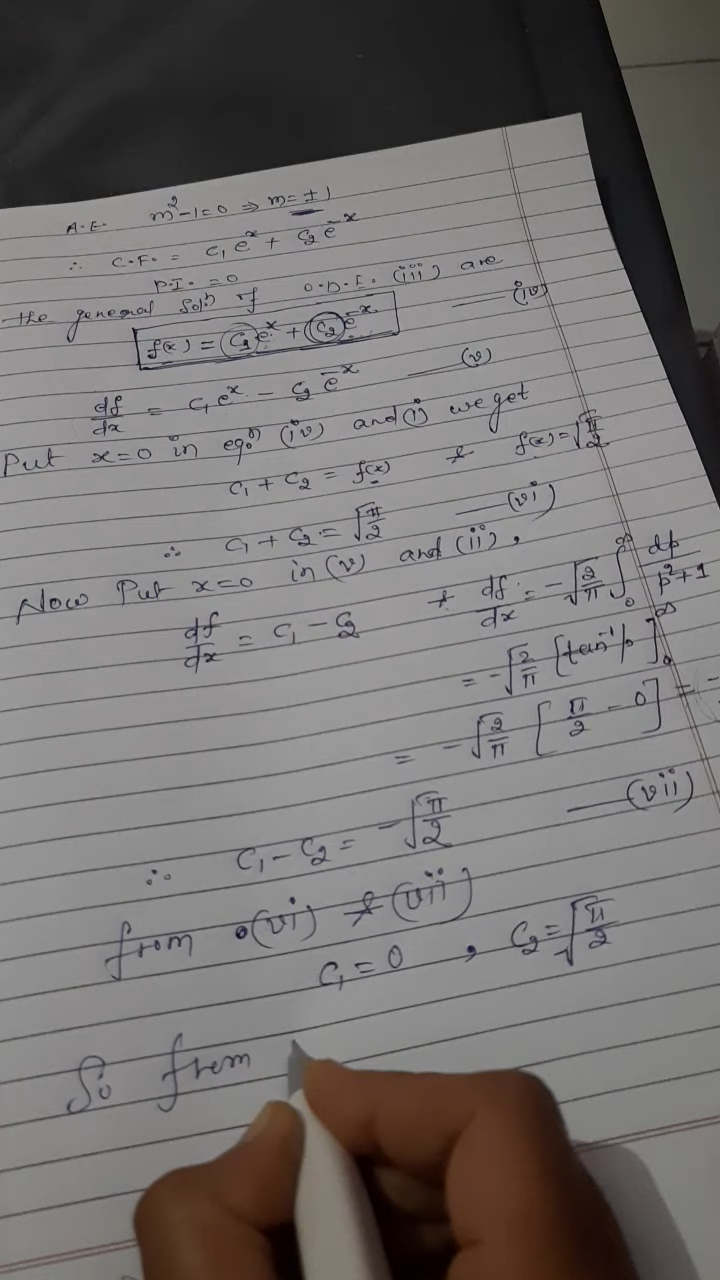 A.E. m²-1=0 ⇒ m=±1
∴ C.F. = C₁eˣ + C₂e⁻ˣ
P.I. = 0
the general Solⁿ of O.D.E. (iii) are
f(x) = C₁eˣ + C₂e⁻ˣ —— (iv)
df/dx = C₁eˣ - C₂e⁻ˣ —— (v)
Put x=0 in eqⁿ (iv) and (i) we get
C₁ + C₂ = f(x) & f(x) = √(π/2)
∴ C₁ + C₂ = √(π/2) —— (vi)
Now Put x=0 in (v) and (ii),
df/dx = C₁ - C₂ & df/dx = -√(2/π) ∫₀^∞ dp/(p²+1)
= -√(2/π) [tan⁻¹p]₀^∞
= -√(2/π) [π/2 - 0] = -
∴ C₁ - C₂ = -√(π/2) —— (vii)
from (vi) & (vii)
C₁ = 0 , C₂ = √(π/2)
So from